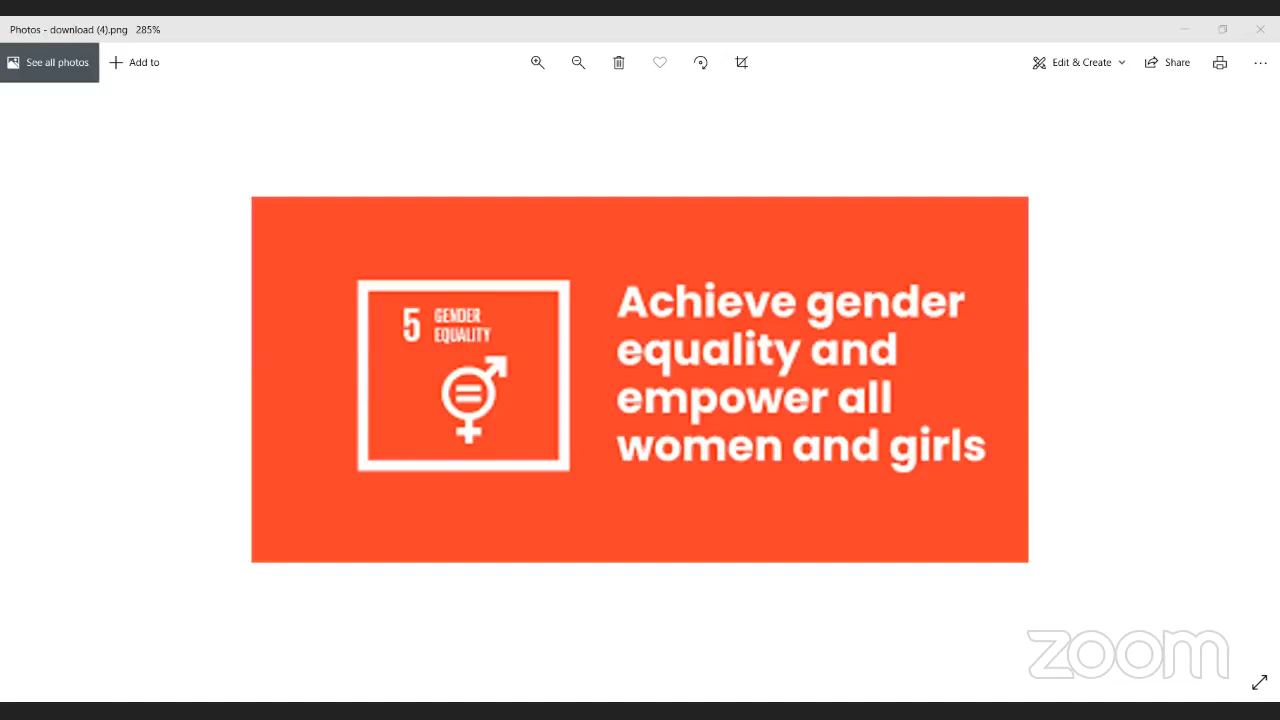 Photos - download (4).png 285%
See all photos
Add to
Edit & Create
Share
5 GENDER
EQUALITY
Achieve gender
equality and
empower all
women and girls
zoom